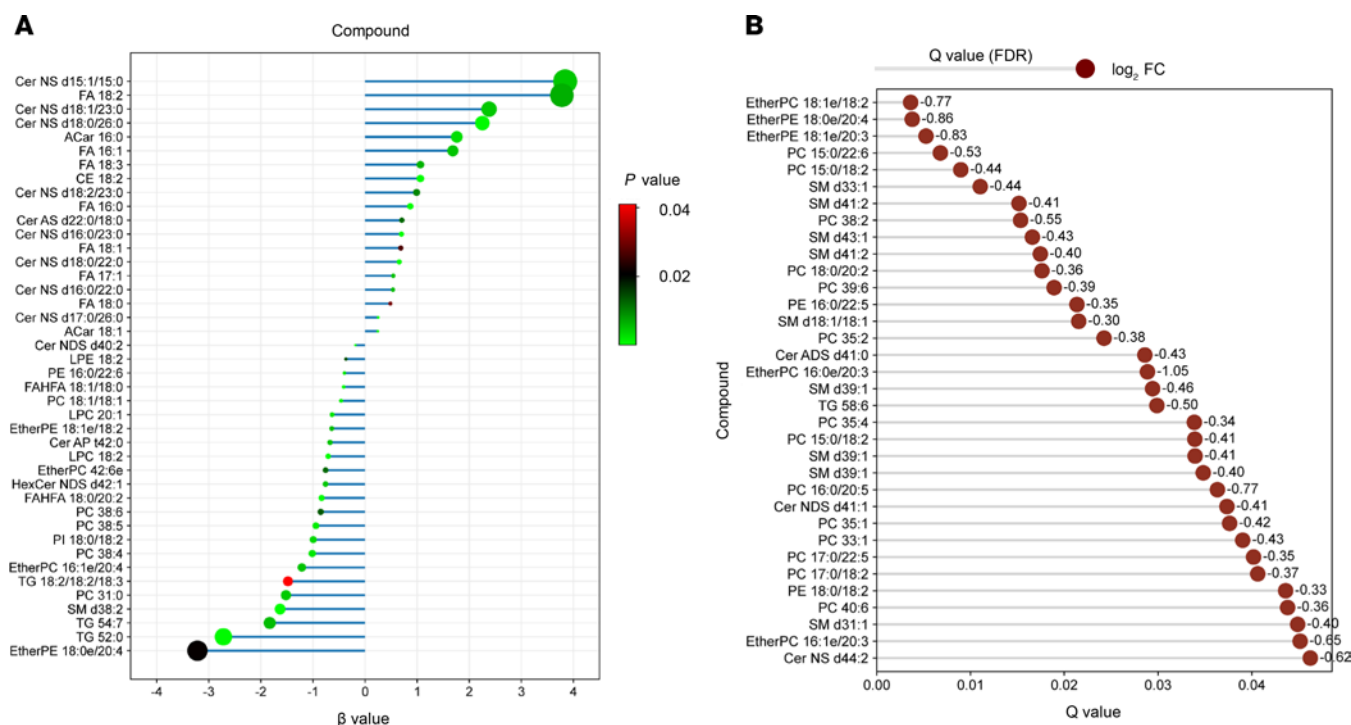 A
Compound
Cer NS d15:1/15:0
FA 18:2
Cer NS d18:1/23:0
Cer NS d18:0/26:0
ACar 16:0
FA 16:1
FA 18:3
CE 18:2
Cer NS d18:2/23:0
FA 16:0
Cer AS d22:0/18:0
Cer NS d16:0/23:0
FA 18:1
Cer NS d18:0/22:0
FA 17:1
Cer NS d16:0/22:0
FA 18:0
Cer NS d17:0/26:0
ACar 18:1
Cer NDS d40:2
LPE 18:2
PE 16:0/22:6
FAHFA 18:1/18:0
PC 18:1/18:1
LPC 20:1
EtherPE 18:1e/18:2
Cer AP t42:0
LPC 18:2
EtherPC 42:6e
HexCer NDS d42:1
FAHFA 18:0/20:2
PC 38:6
PC 38:5
PI 18:0/18:2
PC 38:4
EtherPC 16:1e/20:4
TG 18:2/18:2/18:3
PC 31:0
SM d38:2
TG 54:7
TG 52:0
EtherPE 18:0e/20:4
-4 -3 -2 -1 0 1 2 3 4
β value
P value
0.04
0.02
B
Q value (FDR)
log₂ FC
Compound
EtherPC 18:1e/18:2 -0.77
EtherPE 18:0e/20:4 -0.86
EtherPE 18:1e/20:3 -0.83
PC 15:0/22:6 -0.53
PC 15:0/18:2 -0.44
SM d33:1 -0.44
SM d41:2 -0.41
PC 38:2 -0.55
SM d43:1 -0.43
SM d41:2 -0.40
PC 18:0/20:2 -0.36
PC 39:6 -0.39
PE 16:0/22:5 -0.35
SM d18:1/18:1 -0.30
PC 35:2 -0.38
Cer ADS d41:0 -0.43
EtherPC 16:0e/20:3 -1.05
SM d39:1 -0.46
TG 58:6 -0.50
PC 35:4 -0.34
PC 15:0/18:2 -0.41
SM d39:1 -0.41
SM d39:1 -0.40
PC 16:0/20:5 -0.77
Cer NDS d41:1 -0.41
PC 35:1 -0.42
PC 33:1 -0.43
PC 17:0/22:5 -0.35
PC 17:0/18:2 -0.37
PE 18:0/18:2 -0.33
PC 40:6 -0.36
SM d31:1 -0.40
EtherPC 16:1e/20:3 -0.65
Cer NS d44:2 -0.62
0.00 0.01 0.02 0.03 0.04
Q value